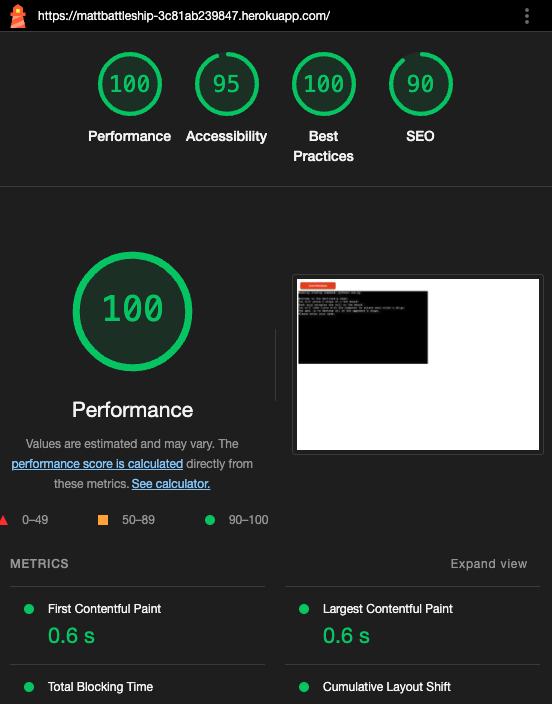 https://mattbattleship-3c81ab239847.herokuapp.com/
100
95
100
90
Performance
Accessibility
Best
Practices
SEO
100
Performance
Values are estimated and may vary. The
performance score is calculated directly from
these metrics. See calculator.
0–49
50–89
90–100
METRICS
Expand view
First Contentful Paint
0.6 s
Largest Contentful Paint
0.6 s
Total Blocking Time
Cumulative Layout Shift